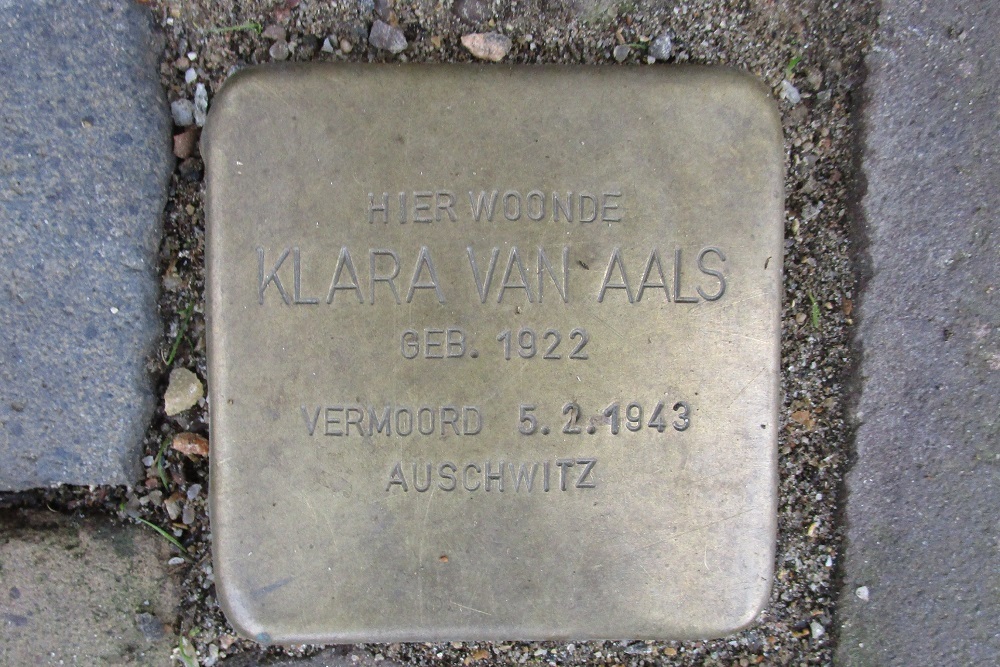 HIER WOONDE
KLARA VAN AALS
GEB. 1922
VERMOORD 5.2.1943
AUSCHWITZ